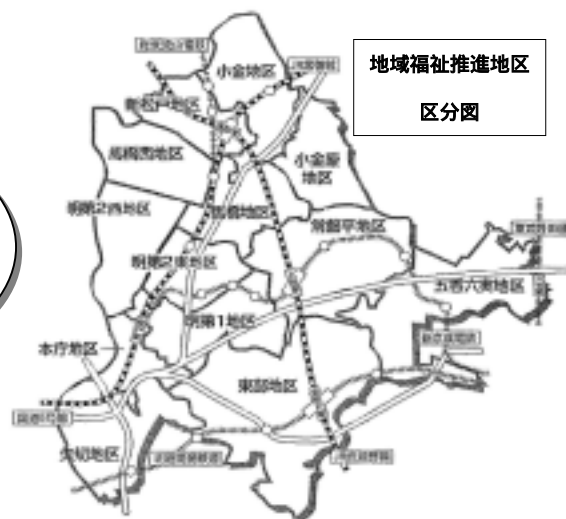 地域福祉推進地区
区分図
小金地区
新松戸地区
馬橋西地区
小金原
地区
明第2西地区
馬橋地区
常盤平地区
明第2東地区
五香六実地区
明第1地区
本庁地区
東部地区
矢切地区